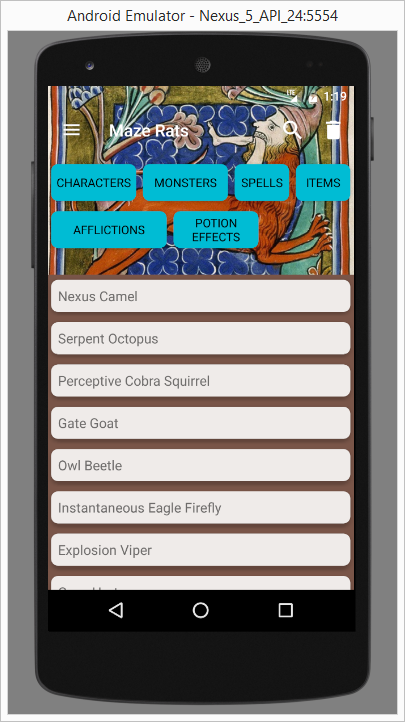 Android Emulator - Nexus_5_API_24:5554
LTE 1:19
Maze Rats
CHARACTERS MONSTERS SPELLS ITEMS
AFFLICTIONS POTION
EFFECTS
Nexus Camel
Serpent Octopus
Perceptive Cobra Squirrel
Gate Goat
Owl Beetle
Instantaneous Eagle Firefly
Explosion Viper